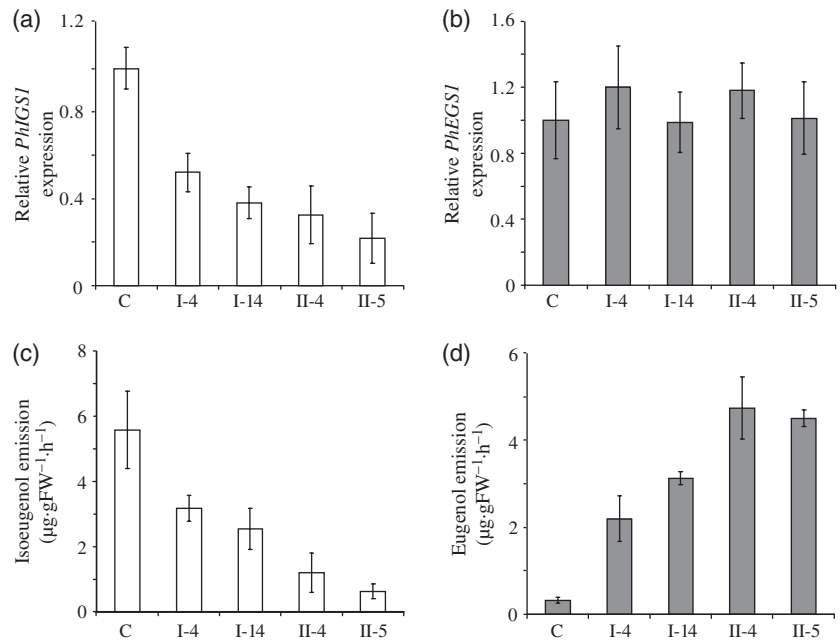 (a)
1.2
0.8
0.4
0
Relative PhIGS1
expression
C I-4 I-14 II-4 II-5
(b)
1.6
1.2
0.8
0.4
0
Relative PhEGS1
expression
C I-4 I-14 II-4 II-5
(c)
8
6
4
2
0
Isoeugenol emission
(µg·gFW⁻¹·h⁻¹)
C I-4 I-14 II-4 II-5
(d)
6
4
2
0
Eugenol emission
(µg·gFW⁻¹·h⁻¹)
C I-4 I-14 II-4 II-5